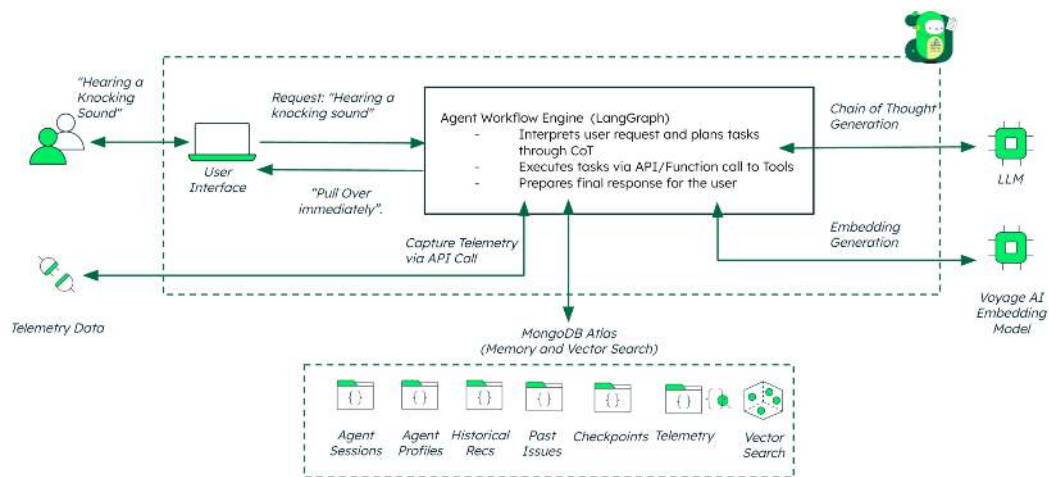 “Hearing a
Knocking
Sound”
Request: “Hearing a
knocking sound”
User
Interface
“Pull Over
immediately”.
Agent Workflow Engine (LangGraph)
- Interprets user request and plans tasks
through CoT
- Executes tasks via API/Function call to Tools
- Prepares final response for the user
Chain of Thought
Generation
LLM
Capture Telemetry
via API Call
Embedding
Generation
Telemetry Data
Voyage AI
Embedding
Model
MongoDB Atlas
(Memory and Vector Search)
{ }
{ }
{ }
{ }
{ }
{ }
{ }
Agent
Sessions
Agent
Profiles
Historical
Recs
Past
Issues
Checkpoints
Telemetry
Vector
Search